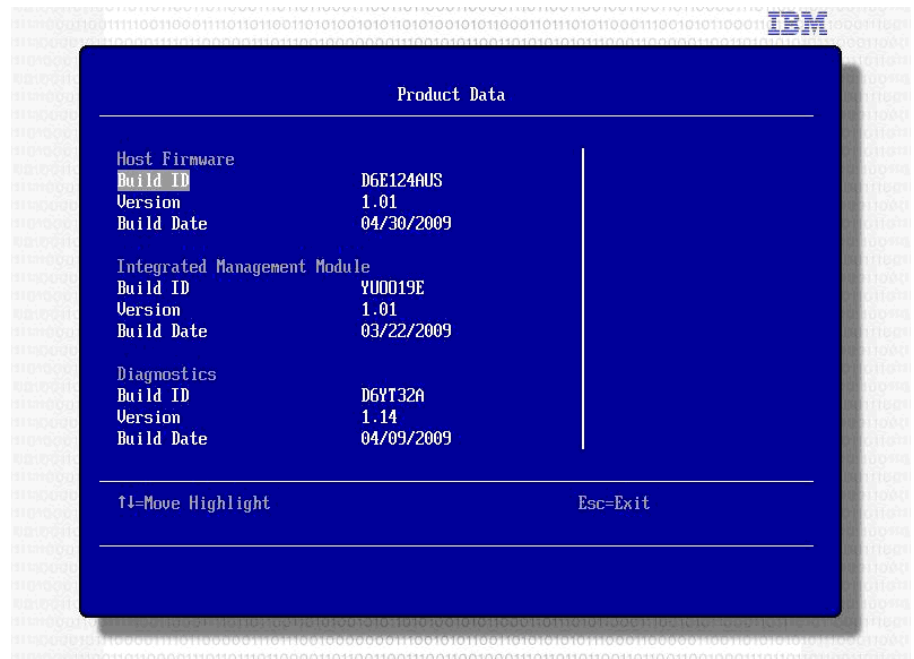 IBM
Product Data
Host Firmware
Build ID D6E124AUS
Version 1.01
Build Date 04/30/2009
Integrated Management Module
Build ID YUOO19E
Version 1.01
Build Date 03/22/2009
Diagnostics
Build ID D6YT32A
Version 1.14
Build Date 04/09/2009
↑↓=Move Highlight Esc=Exit